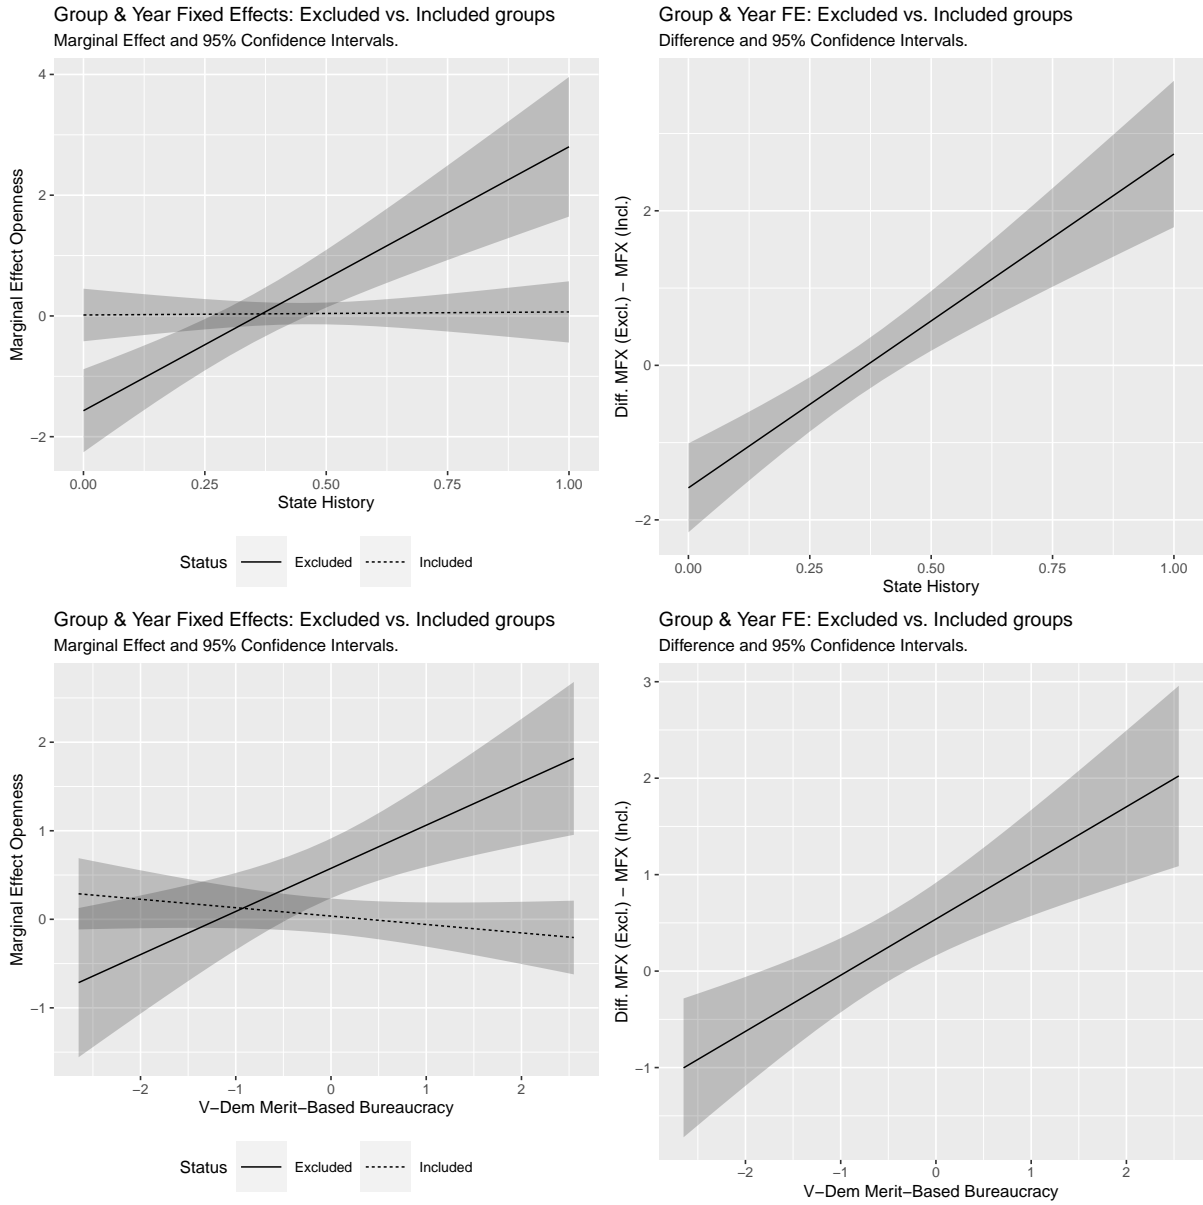 Group & Year Fixed Effects: Excluded vs. Included groups
Marginal Effect and 95% Confidence Intervals.
Marginal Effect Openness
4
2
0
−2
0.00 0.25 0.50 0.75 1.00
State History
Status Excluded Included
Group & Year FE: Excluded vs. Included groups
Difference and 95% Confidence Intervals.
Diff. MFX (Excl.) − MFX (Incl.)
2
0
−2
0.00 0.25 0.50 0.75 1.00
State History
Group & Year Fixed Effects: Excluded vs. Included groups
Marginal Effect and 95% Confidence Intervals.
Marginal Effect Openness
2
1
0
−1
−2 −1 0 1 2
V−Dem Merit−Based Bureaucracy
Status Excluded Included
Group & Year FE: Excluded vs. Included groups
Difference and 95% Confidence Intervals.
Diff. MFX (Excl.) − MFX (Incl.)
3
2
1
0
−1
−2 −1 0 1 2
V−Dem Merit−Based Bureaucracy